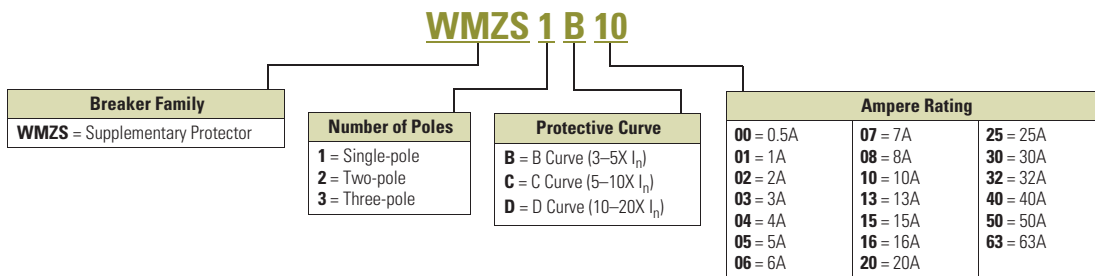 WMZS 1 B 10
Breaker Family
WMZS = Supplementary Protector
Number of Poles
1 = Single-pole
2 = Two-pole
3 = Three-pole
Protective Curve
B = B Curve (3–5X In)
C = C Curve (5–10X In)
D = D Curve (10–20X In)
Ampere Rating
00 = 0.5A
01 = 1A
02 = 2A
03 = 3A
04 = 4A
05 = 5A
06 = 6A
07 = 7A
08 = 8A
10 = 10A
13 = 13A
15 = 15A
16 = 16A
20 = 20A
25 = 25A
30 = 30A
32 = 32A
40 = 40A
50 = 50A
63 = 63A